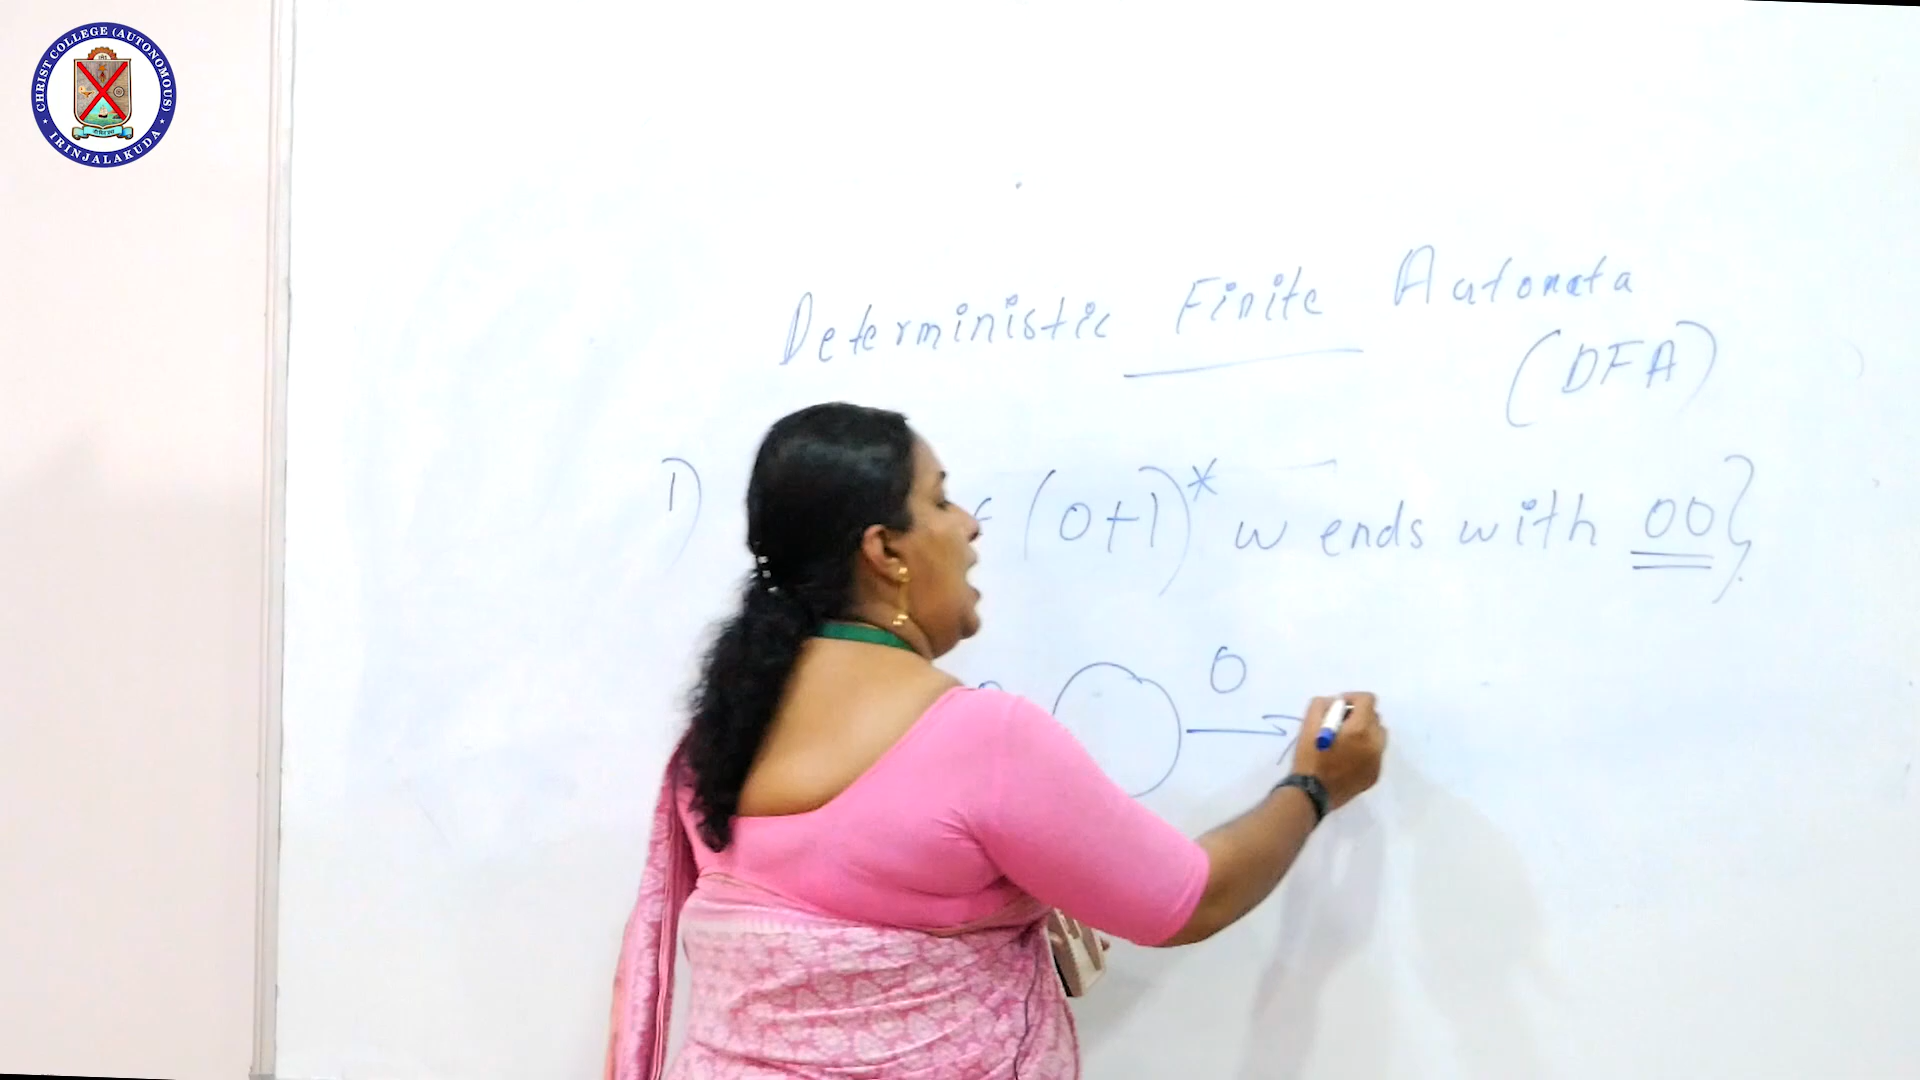 CHRIST COLLEGE (AUTONOMOUS)
IRINJALAKUDA
Deterministic Finite Automata
(DFA)
1) ∈ (0+1)* w ends with 00}
0